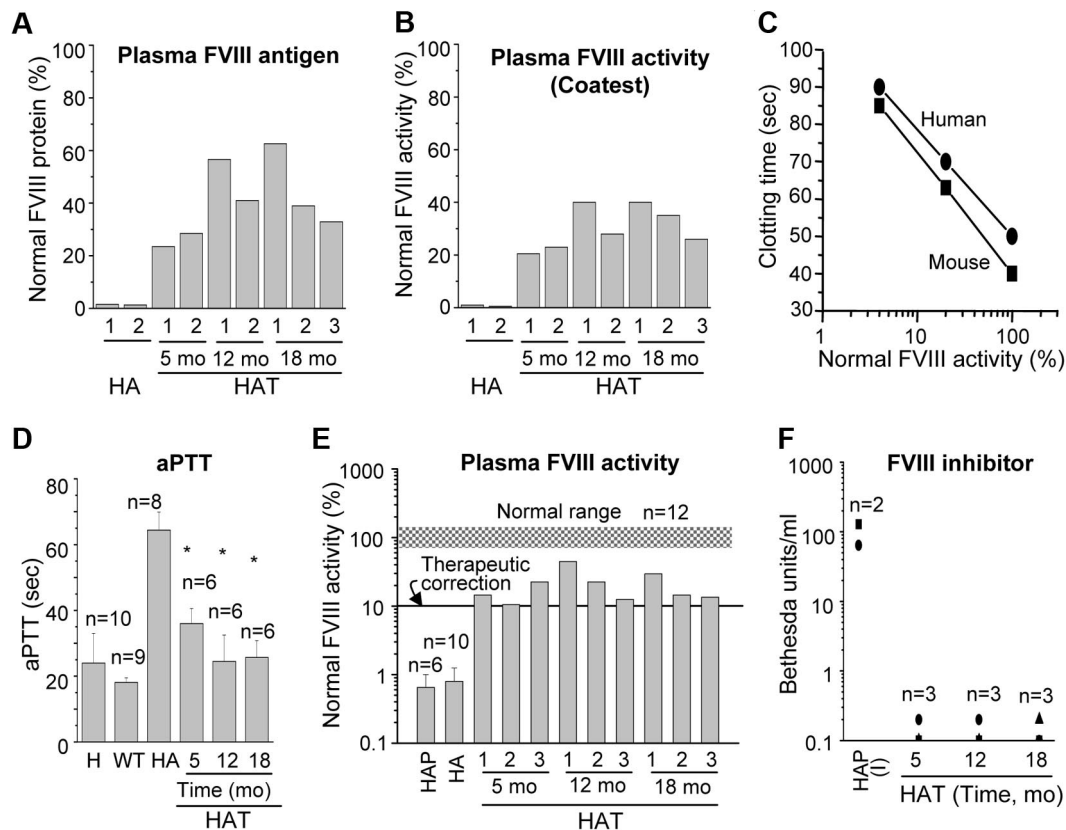 A
Plasma FVIII antigen
Normal FVIII protein (%)
100
80
60
40
20
0
1 2 1 2 1 2 1 2 3
5 mo 12 mo 18 mo
HA HAT
B
Plasma FVIII activity
(Coatest)
Normal FVIII activity (%)
100
80
60
40
20
0
1 2 1 2 1 2 1 2 3
5 mo 12 mo 18 mo
HA HAT
C
Clotting time (sec)
100
90
80
70
60
50
40
30
Human
Mouse
1 10 100
Normal FVIII activity (%)
D
aPTT
aPTT (sec)
80
60
40
20
0
n=8
* * *
n=6
n=10
n=6
n=6
n=9
H WT HA 5 12 18
Time (mo)
HAT
E
Plasma FVIII activity
Normal FVIII activity (%)
1000
100
10
1
0.1
Normal range n=12
Therapeutic
correction
n=10
n=6
HAP HA 1 2 3 1 2 3 1 2 3
5 mo 12 mo 18 mo
HAT
F
FVIII inhibitor
Bethesda units/ml
1000
100
10
1
0.1
n=2
n=3 n=3 n=3
HAP
(I)
5 12 18
HAT (Time, mo)